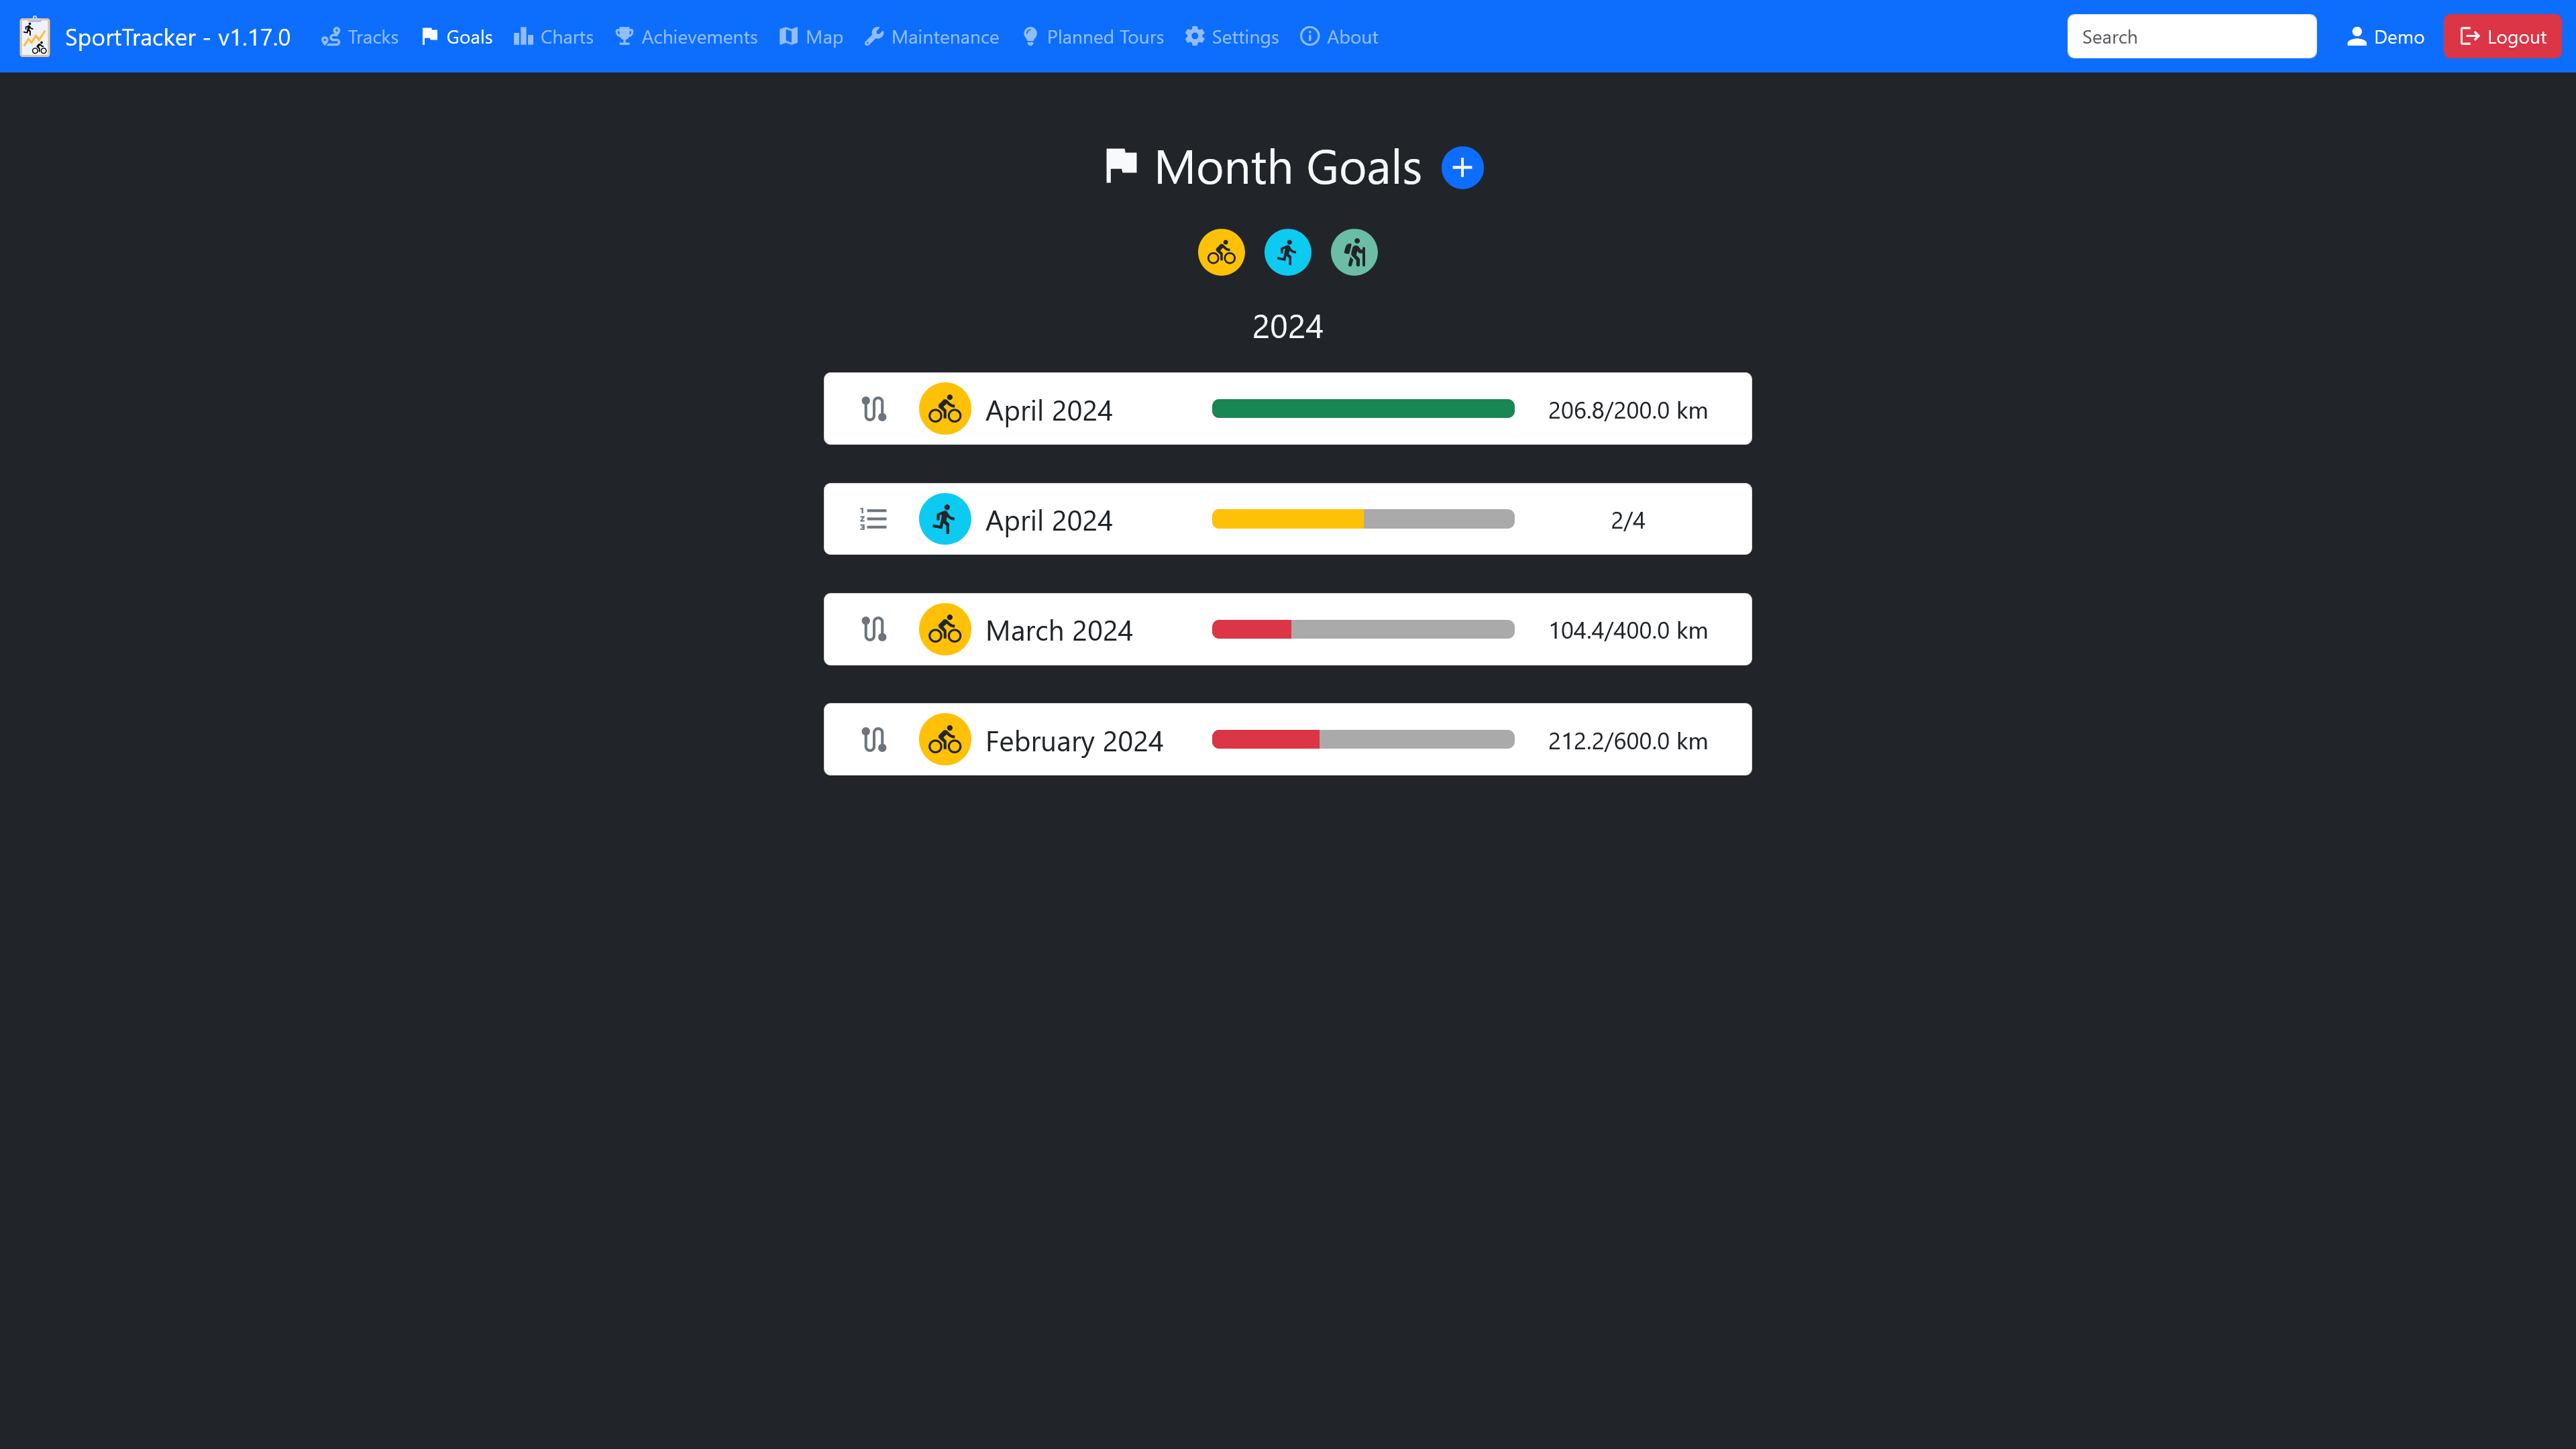 SportTracker - v1.17.0 Tracks Goals Charts Achievements Map Maintenance Planned Tours Settings About Search Demo Logout
Month Goals
2024
April 2024 206.8/200.0 km
April 2024 2/4
March 2024 104.4/400.0 km
February 2024 212.2/600.0 km